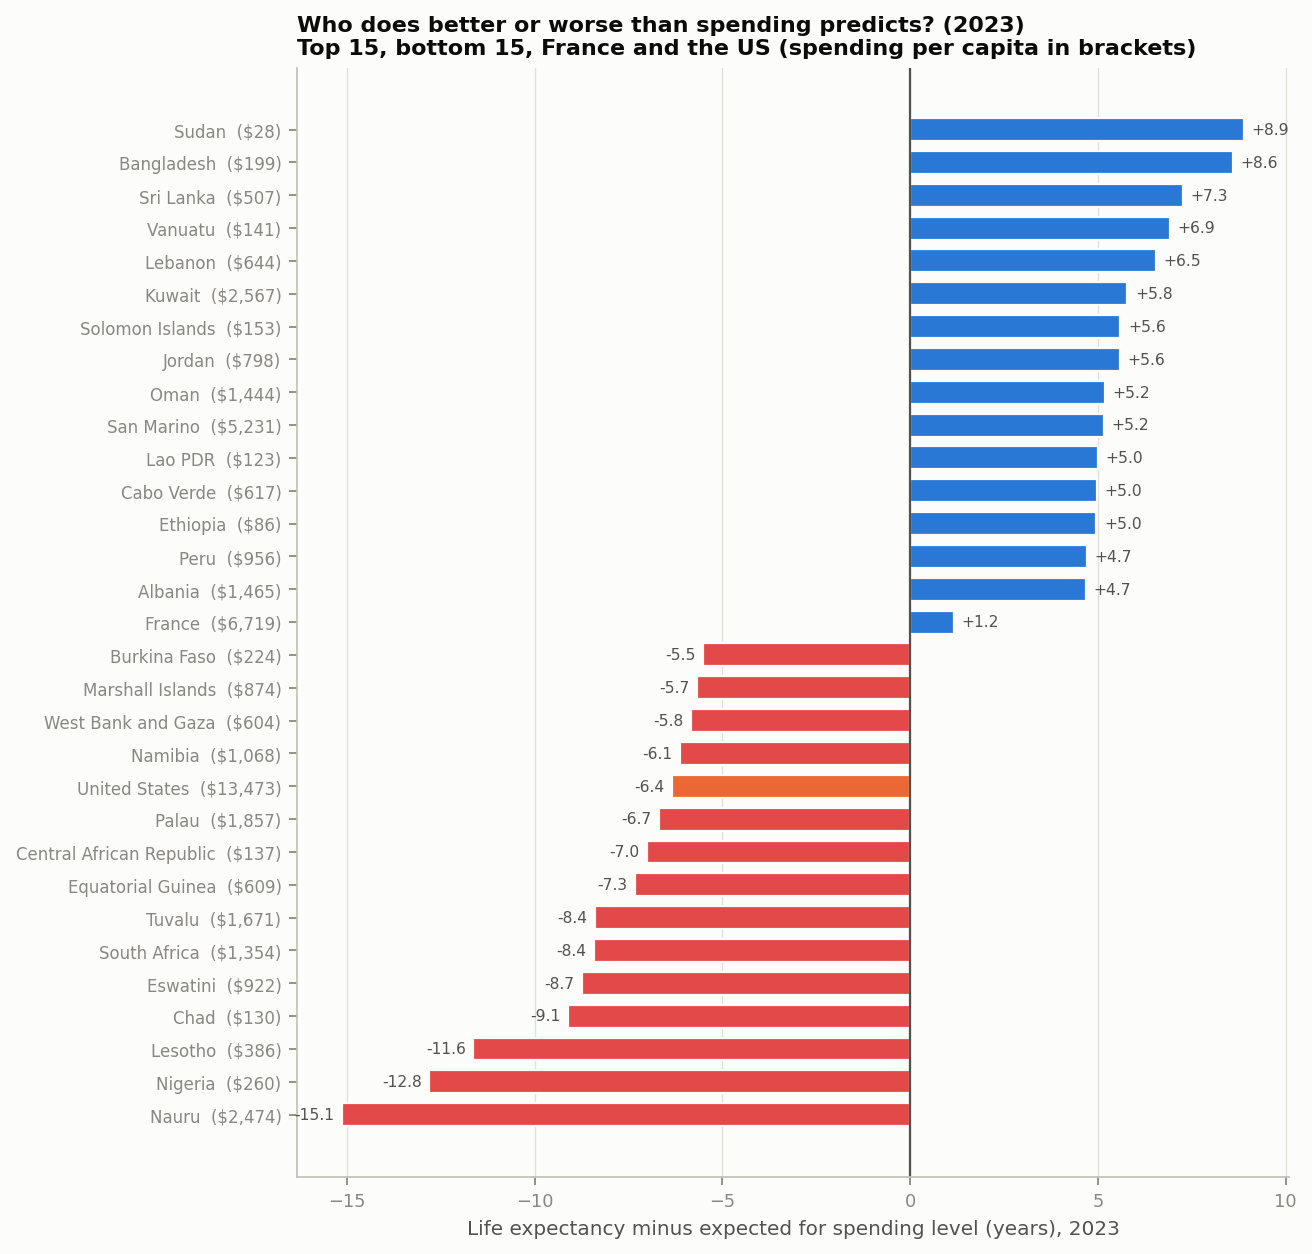 Who does better or worse than spending predicts? (2023)
Top 15, bottom 15, France and the US (spending per capita in brackets)
Sudan ($28) +8.9
Bangladesh ($199) +8.6
Sri Lanka ($507) +7.3
Vanuatu ($141) +6.9
Lebanon ($644) +6.5
Kuwait ($2,567) +5.8
Solomon Islands ($153) +5.6
Jordan ($798) +5.6
Oman ($1,444) +5.2
San Marino ($5,231) +5.2
Lao PDR ($123) +5.0
Cabo Verde ($617) +5.0
Ethiopia ($86) +5.0
Peru ($956) +4.7
Albania ($1,465) +4.7
France ($6,719) +1.2
Burkina Faso ($224) -5.5
Marshall Islands ($874) -5.7
West Bank and Gaza ($604) -5.8
Namibia ($1,068) -6.1
United States ($13,473) -6.4
Palau ($1,857) -6.7
Central African Republic ($137) -7.0
Equatorial Guinea ($609) -7.3
Tuvalu ($1,671) -8.4
South Africa ($1,354) -8.4
Eswatini ($922) -8.7
Chad ($130) -9.1
Lesotho ($386) -11.6
Nigeria ($260) -12.8
Nauru ($2,474) -15.1
−15 −10 −5 0 5 10
Life expectancy minus expected for spending level (years), 2023